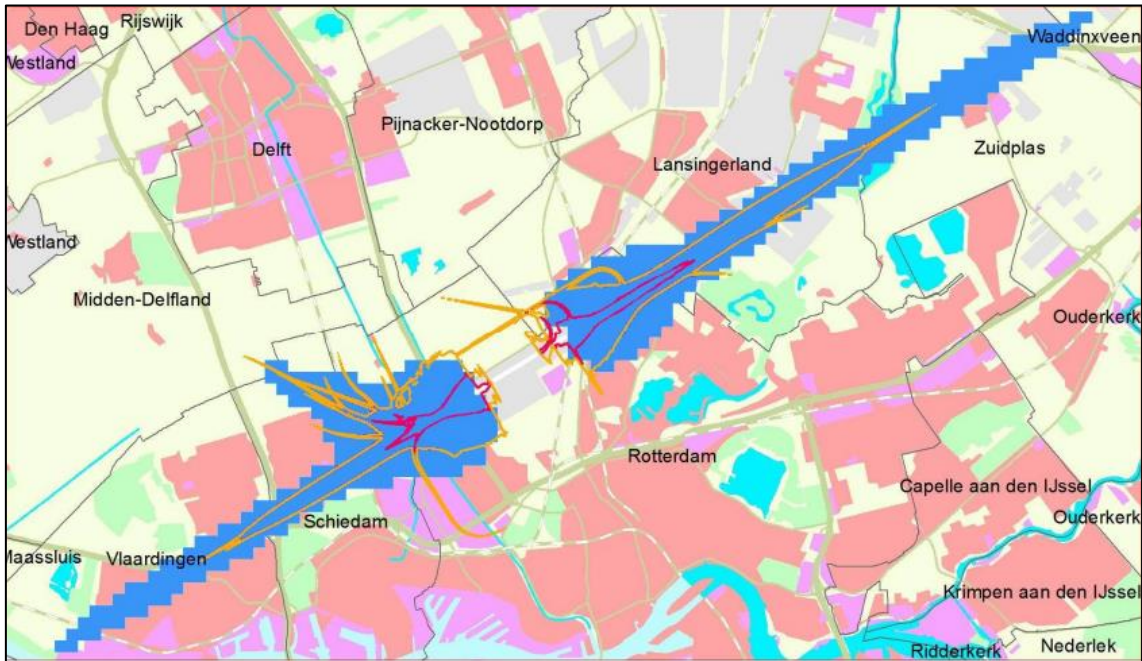 Den Haag
Rijswijk
Westland
Waddinxveen
Pijnacker-Nootdorp
Delft
Lansingerland
Zuidplas
Westland
Midden-Delfland
Ouderkerk
Rotterdam
Capelle aan den IJssel
Schiedam
Ouderkerk
Maassluis
Vlaardingen
Krimpen aan den IJssel
Nederlek
Ridderkerk